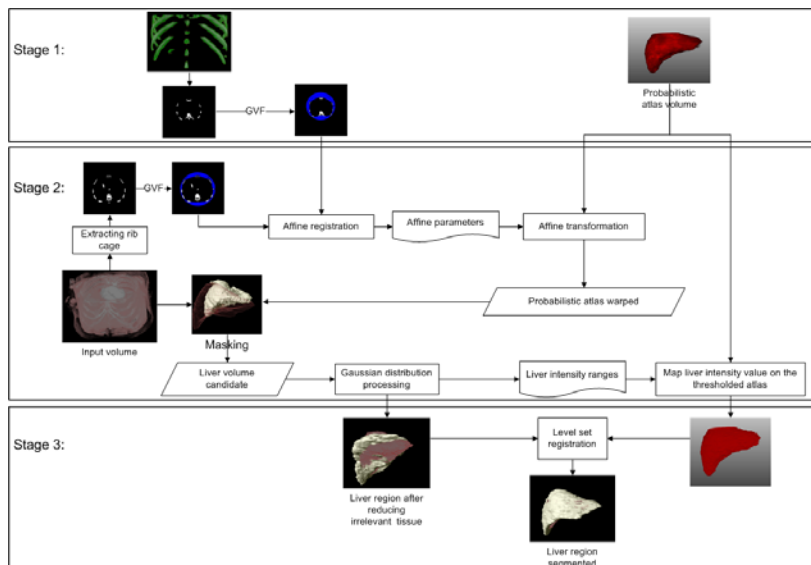 Stage 1:
GVF
Probabilistic
atlas volume
Stage 2:
GVF
Extracting rib
cage
Affine registration
Affine parameters
Affine transformation
Input volume
Masking
Probabilistic atlas warped
Liver volume
candidate
Gaussian distribution
processing
Liver intensity ranges
Map liver intensity value on the
thresholded atlas
Stage 3:
Level set
registration
Liver region after
reducing
irrelevant tissue
Liver region
segmented